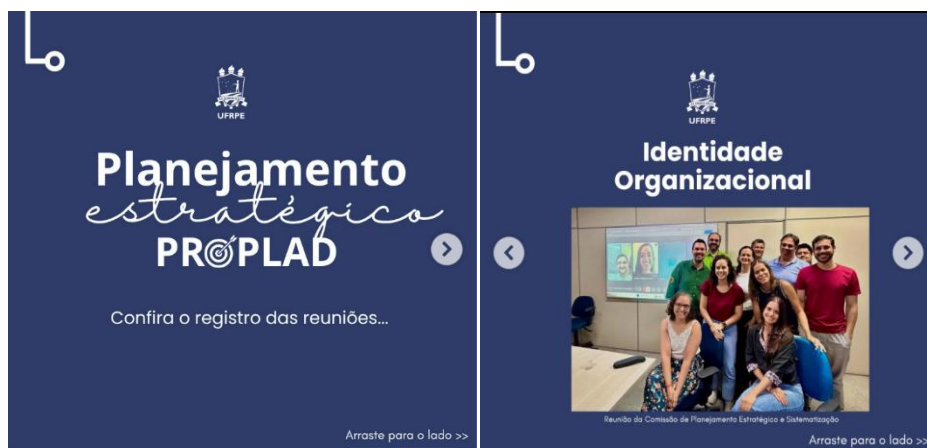 UFRPE
Planejamento
estratégico
PROPLAD
Confira o registro das reuniões...
Arraste para o lado >>
UFRPE
Identidade
Organizacional
Reunião da Comissão de Planejamento Estratégico e Sistematização
Arraste para o lado >>